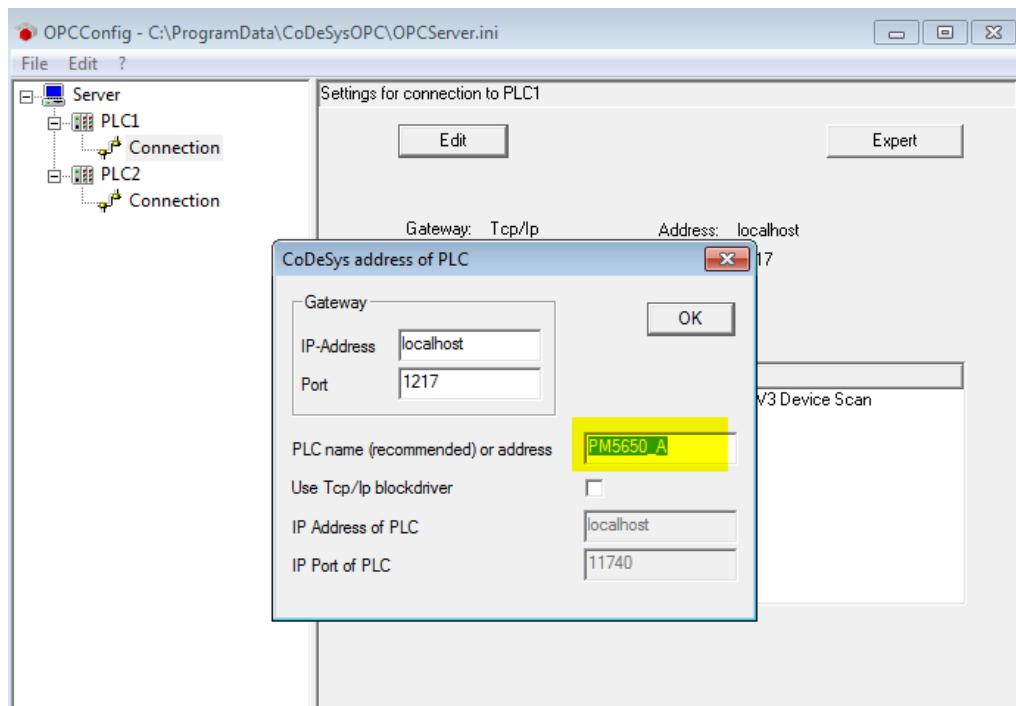 OPCConfig - C:\ProgramData\CoDeSysOPC\OPCServer.ini
File Edit ?
Server
PLC1
Connection
PLC2
Connection
Settings for connection to PLC1
Edit
Expert
Gateway: Tcp/Ip
Address: localhost
17
V3 Device Scan
CoDeSys address of PLC
Gateway
IP-Address localhost
Port 1217
OK
PLC name (recommended) or address PM5650_A
Use Tcp/Ip blockdriver
IP Address of PLC localhost
IP Port of PLC 11740